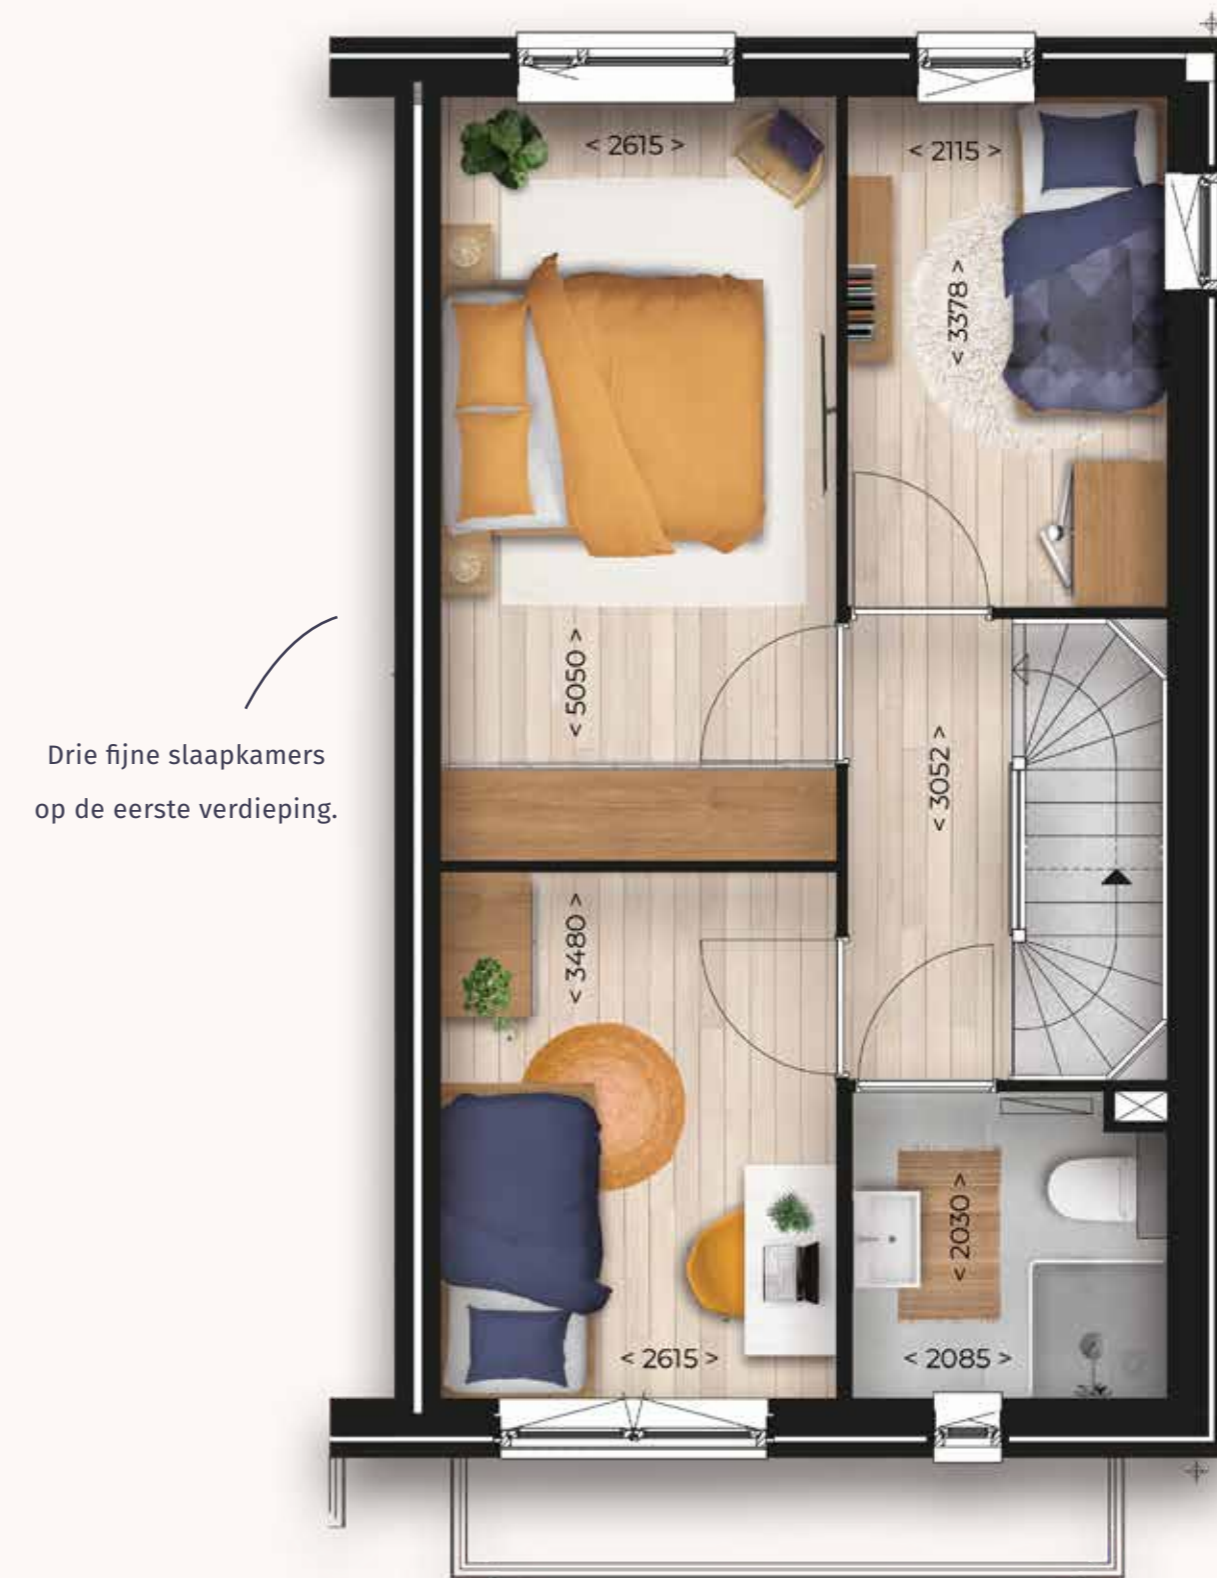 < 2615 >
< 2115 >
< 3378 >
< 5050 >
< 3052 >
Drie fijne slaapkamers
op de eerste verdieping.
< 3480 >
< 2030 >
< 2615 >
< 2085 >